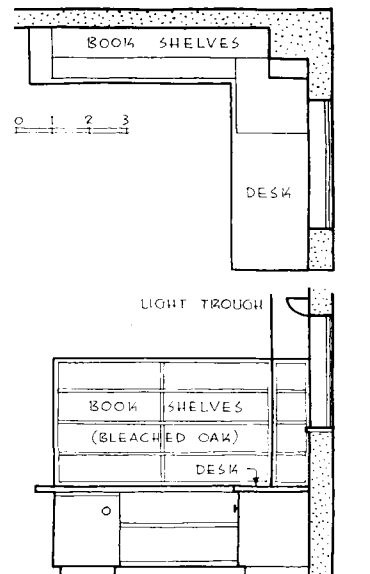 BOOK SHELVES
0 1 2 3
DESK
LIGHT TROUGH
BOOK SHELVES
(BLEACHED OAK)
DESK